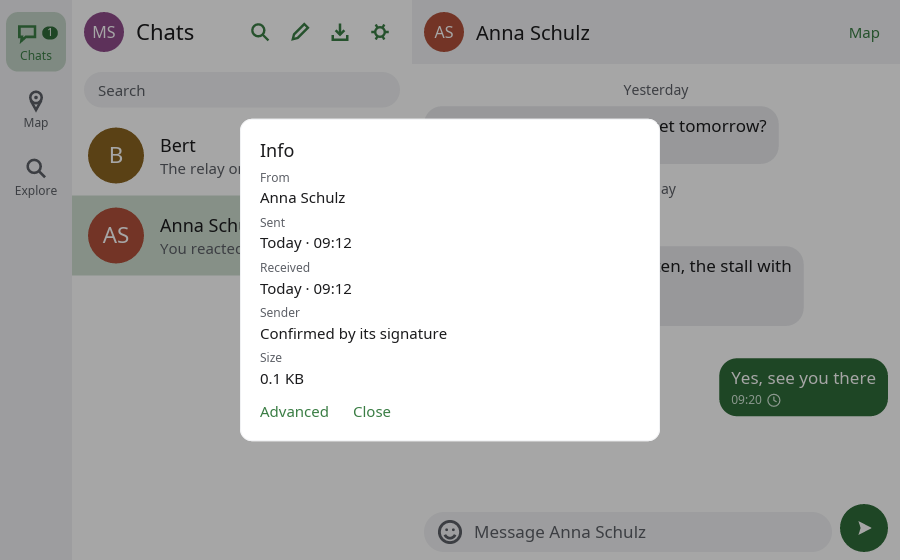 1
Chats
Map
Explore
MS
Chats
Search
B
Bert
The relay or
AS
Anna Schu
You reacted
AS
Anna Schulz
Map
Yesterday
et tomorrow?
ay
en, the stall with
Yes, see you there
09:20
Message Anna Schulz
Info
From
Anna Schulz
Sent
Today · 09:12
Received
Today · 09:12
Sender
Confirmed by its signature
Size
0.1 KB
Advanced
Close